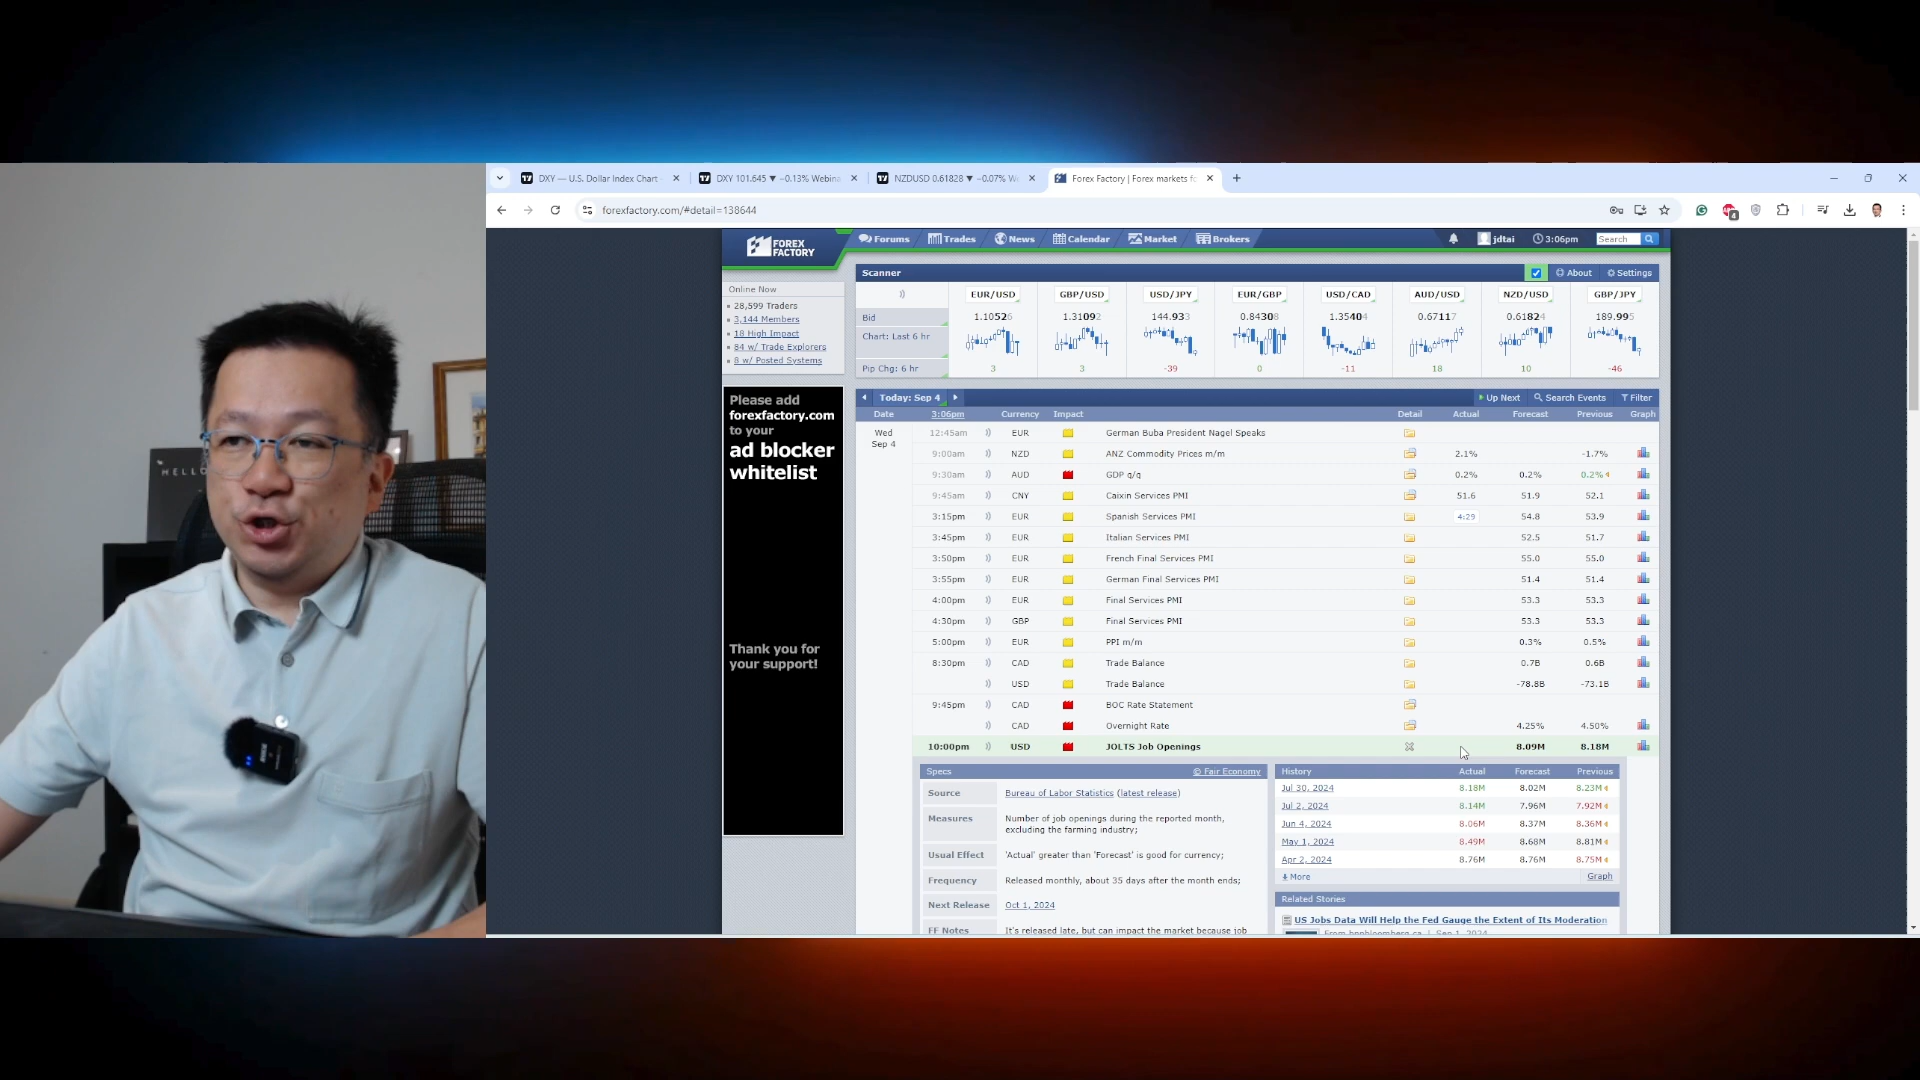 HELLO
DXY — U.S. Dollar Index Chart
DXY 101.645 ▼ −0.13% Webina
NZDUSD 0.61828 ▼ −0.07% W
Forex Factory | Forex markets fo
forexfactory.com/#detail=138644
4
FOREX FACTORY
Forums Trades News Calendar Market Brokers
jdtai 3:06pm Search
Online Now
28,599 Traders
3,144 Members
18 High Impact
84 w/ Trade Explorers
8 w/ Posted Systems
Please add
forexfactory.com
to your
ad blocker
whitelist
Thank you for
your support!
Scanner About Settings
EUR/USD GBP/USD USD/JPY EUR/GBP USD/CAD AUD/USD NZD/USD GBP/JPY
Bid 1.10526 1.31092 144.933 0.84308 1.35404 0.67117 0.61824 189.995
Chart: Last 6 hr
Pip Chg: 6 hr 3 3 -39 0 -11 18 10 -46
Today: Sep 4 Up Next Search Events Filter
Date 3:06pm Currency Impact Detail Actual Forecast Previous Graph
Wed
Sep 4
12:45am EUR German Buba President Nagel Speaks
9:00am NZD ANZ Commodity Prices m/m 2.1% -1.7%
9:30am AUD GDP q/q 0.2% 0.2% 0.2%
9:45am CNY Caixin Services PMI 51.6 51.9 52.1
3:15pm EUR Spanish Services PMI 4:29 54.8 53.9
3:45pm EUR Italian Services PMI 52.5 51.7
3:50pm EUR French Final Services PMI 55.0 55.0
3:55pm EUR German Final Services PMI 51.4 51.4
4:00pm EUR Final Services PMI 53.3 53.3
4:30pm GBP Final Services PMI 53.3 53.3
5:00pm EUR PPI m/m 0.3% 0.5%
8:30pm CAD Trade Balance 0.7B 0.6B
USD Trade Balance -78.8B -73.1B
9:45pm CAD BOC Rate Statement
CAD Overnight Rate 4.25% 4.50%
10:00pm USD JOLTS Job Openings 8.09M 8.18M
Specs © Fair Economy
Source Bureau of Labor Statistics (latest release)
Measures Number of job openings during the reported month,
excluding the farming industry;
Usual Effect 'Actual' greater than 'Forecast' is good for currency;
Frequency Released monthly, about 35 days after the month ends;
Next Release Oct 1, 2024
FF Notes It's released late, but can impact the market because job
History Actual Forecast Previous
Jul 30, 2024 8.18M 8.02M 8.23M
Jul 2, 2024 8.14M 7.96M 7.92M
Jun 4, 2024 8.06M 8.37M 8.36M
May 1, 2024 8.49M 8.68M 8.81M
Apr 2, 2024 8.76M 8.76M 8.75M
More Graph
Related Stories
US Jobs Data Will Help the Fed Gauge the Extent of Its Moderation
From bnnbloomberg.ca | Sep 1, 2024